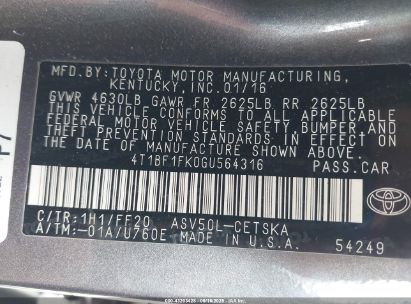 MFD.BY:TOYOTA MOTOR MANUFACTURING,
KENTUCKY,INC.01/16
GVWR 4630LB GAWR FR 2625LB RR 2625LB
THIS VEHICLE CONFORMS TO ALL APPLICABLE
FEDERAL MOTOR VEHICLE SAFETY, BUMPER, AND
THEFT PREVENTION STANDARDS IN EFFECT ON
THE DATE OF MANUFACTURE SHOWN ABOVE.
4T1BF1FK0GU564316 PASS.CAR
C/TR:1H1/FF20 ASV50L-CETSKA
A/TM:-01A/U760E MADE IN U.S.A. 54249
TOYOTA